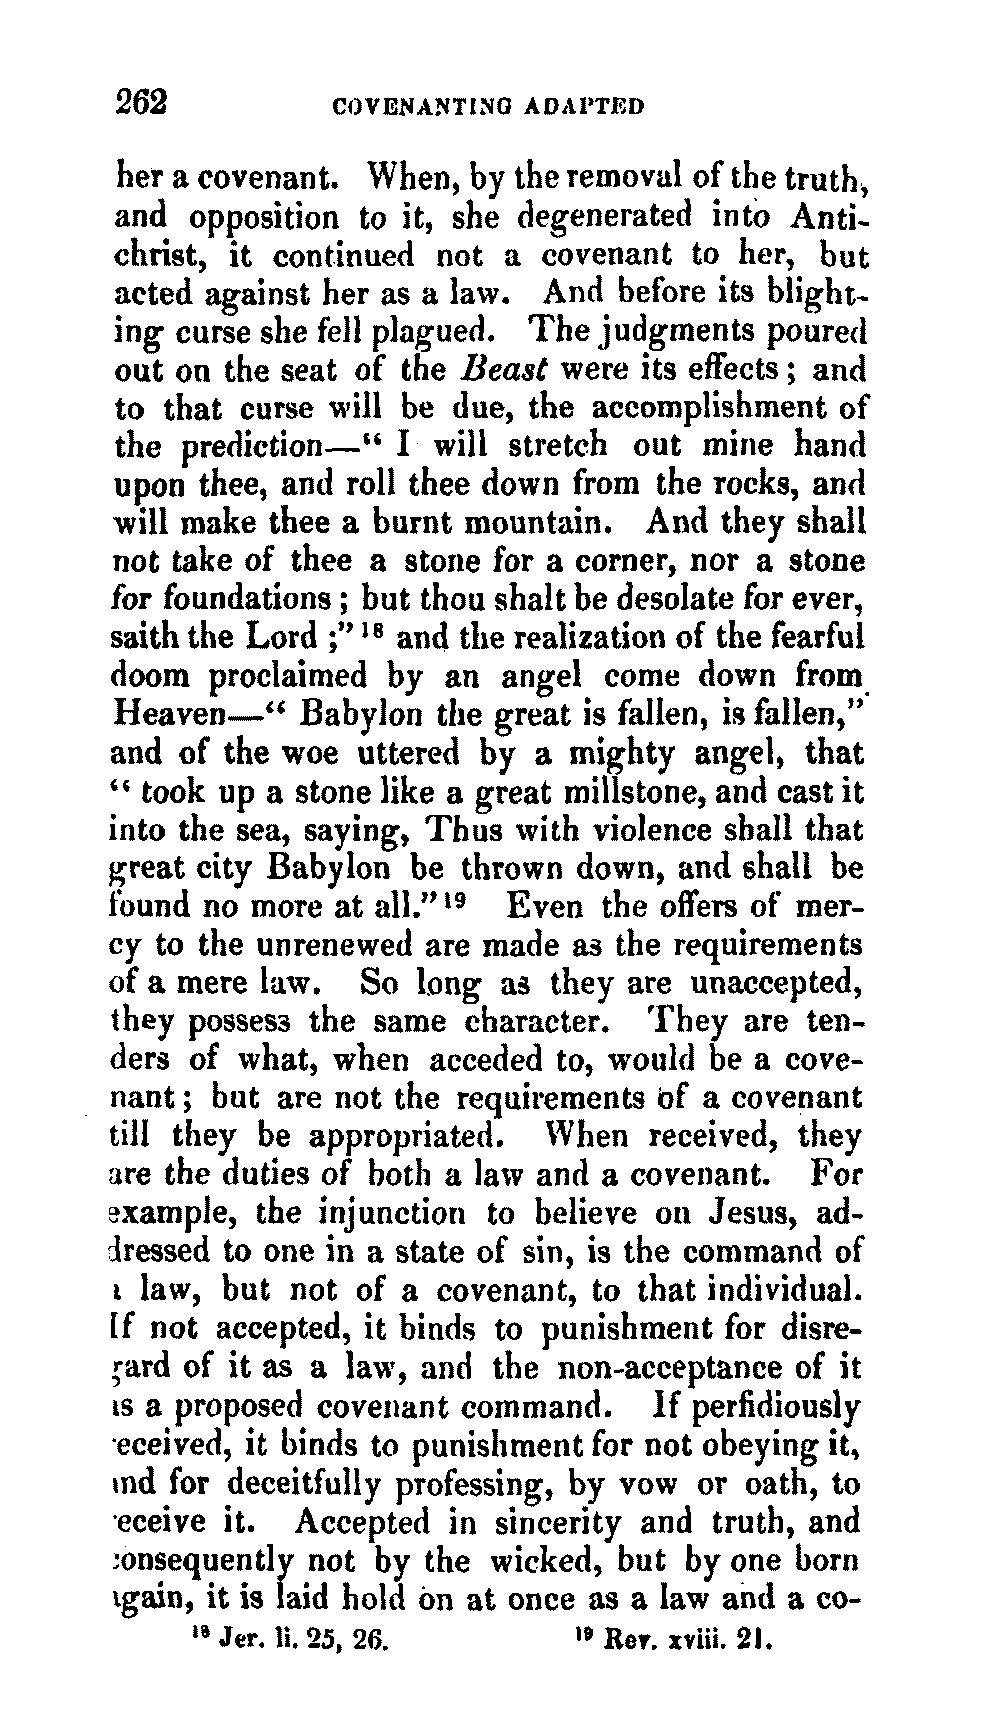 262 COVENANTING ADAPTED
her a covenant. When, by the removal of the truth,
and opposition to it, she degenerated into Anti-
christ, it continued not a covenant to her, but
acted against her as a law. And before its blight-
ing curse she fell plagued. The judgments poured
out on the seat of the Beast were its effects; and
to that curse will be due, the accomplishment of
the prediction—“ I will stretch out mine hand
upon thee, and roll thee down from the rocks, and
will make thee a burnt mountain. And they shall
not take of thee a stone for a corner, nor a stone
for foundations; but thou shalt be desolate for ever,
saith the Lord;”¹⁸ and the realization of the fearful
doom proclaimed by an angel come down from
Heaven—“ Babylon the great is fallen, is fallen,”
and of the woe uttered by a mighty angel, that
“ took up a stone like a great millstone, and cast it
into the sea, saying, Thus with violence shall that
great city Babylon be thrown down, and shall be
found no more at all.”¹⁹ Even the offers of mer-
cy to the unrenewed are made as the requirements
of a mere law. So long as they are unaccepted,
they possess the same character. They are ten-
ders of what, when acceded to, would be a cove-
nant; but are not the requirements of a covenant
till they be appropriated. When received, they
are the duties of both a law and a covenant. For
example, the injunction to believe on Jesus, ad-
dressed to one in a state of sin, is the command of
a law, but not of a covenant, to that individual.
If not accepted, it binds to punishment for disre-
gard of it as a law, and the non-acceptance of it
as a proposed covenant command. If perfidiously
received, it binds to punishment for not obeying it,
and for deceitfully professing, by vow or oath, to
receive it. Accepted in sincerity and truth, and
consequently not by the wicked, but by one born
again, it is laid hold on at once as a law and a co-
¹⁸ Jer. li. 25, 26. ¹⁹ Rev. xviii. 21.